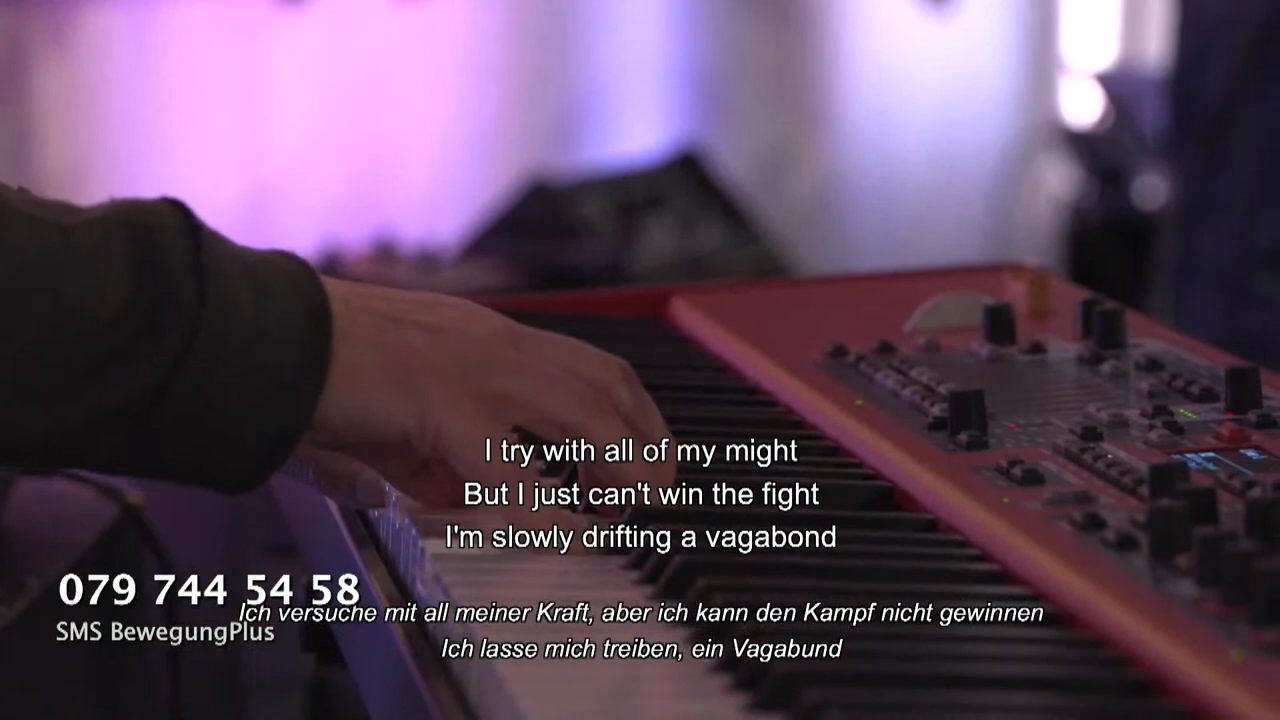 I try with all of my might
But I just can't win the fight
I'm slowly drifting a vagabond
079 744 54 58
SMS BewegungPlus
Ich versuche mit all meiner Kraft, aber ich kann den Kampf nicht gewinnen
Ich lasse mich treiben, ein Vagabund